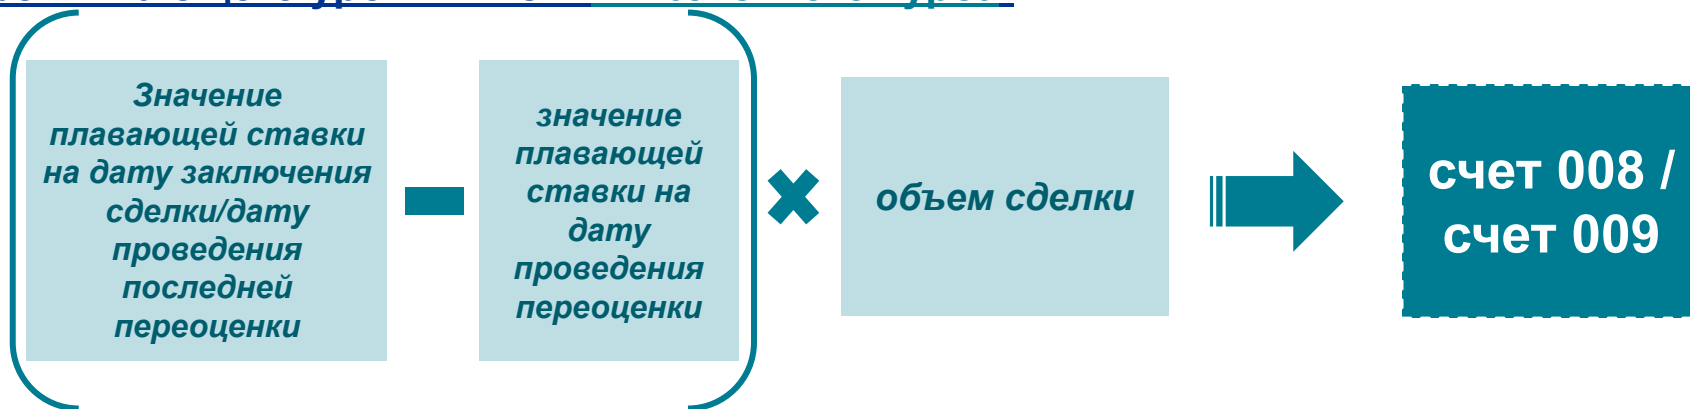 Значение
плавающей ставки
на дату заключения
сделки/дату
проведения
последней
переоценки
значение
плавающей
ставки на
дату
проведения
переоценки
объем сделки
счет 008 /
счет 009